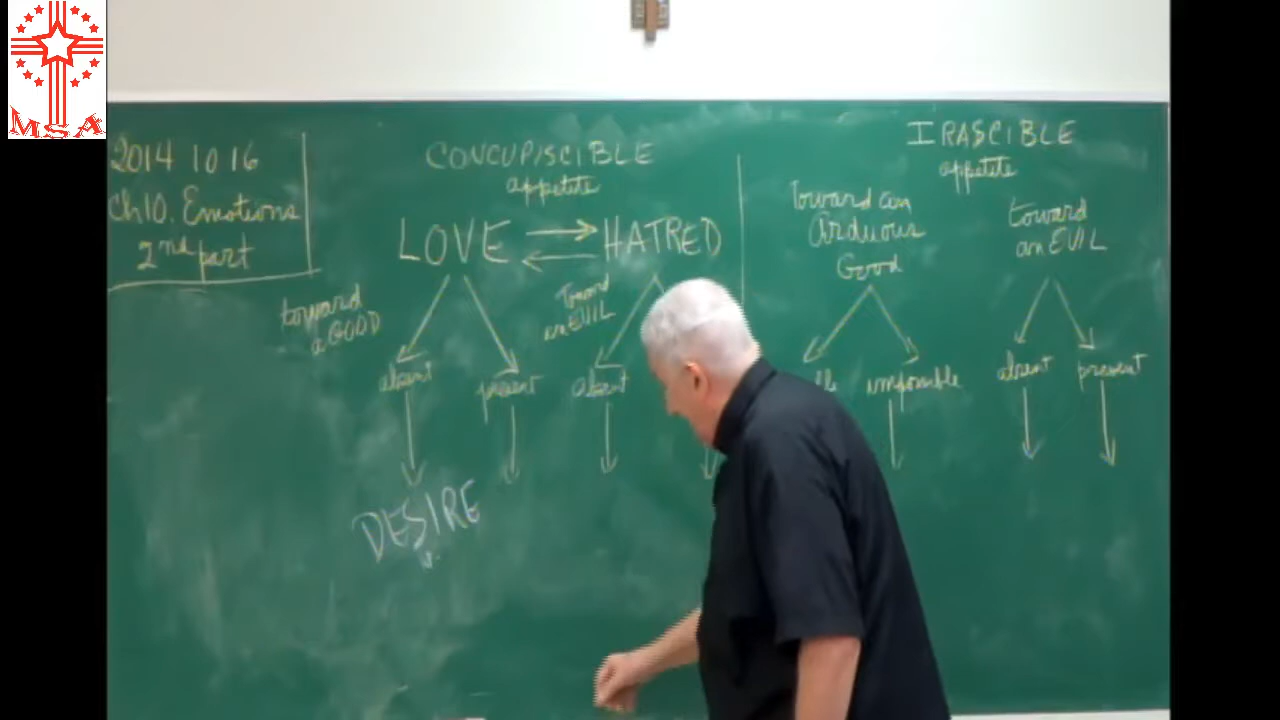 MSA
2014 10 16
Ch10. Emotions
2nd part
CONCUPISCIBLE
appetite
LOVE HATRED
toward
a GOOD
Toward
an EVIL
absent present absent
DESIRE
IRASCIBLE
appetite
Toward an
Arduous
Good
toward
an EVIL
impossible absent present